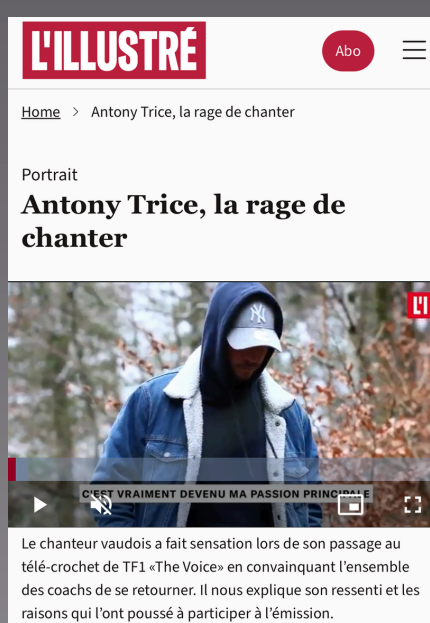 L'ILLUSTRÉ
Abo
Home > Antony Trice, la rage de chanter
Portrait
Antony Trice, la rage de
chanter
L'I
NY
C'EST VRAIMENT DEVENU MA PASSION PRINCIPALE
Le chanteur vaudois a fait sensation lors de son passage au
télé-crochet de TF1 «The Voice» en convainquant l’ensemble
des coachs de se retourner. Il nous explique son ressenti et les
raisons qui l’ont poussé à participer à l’émission.